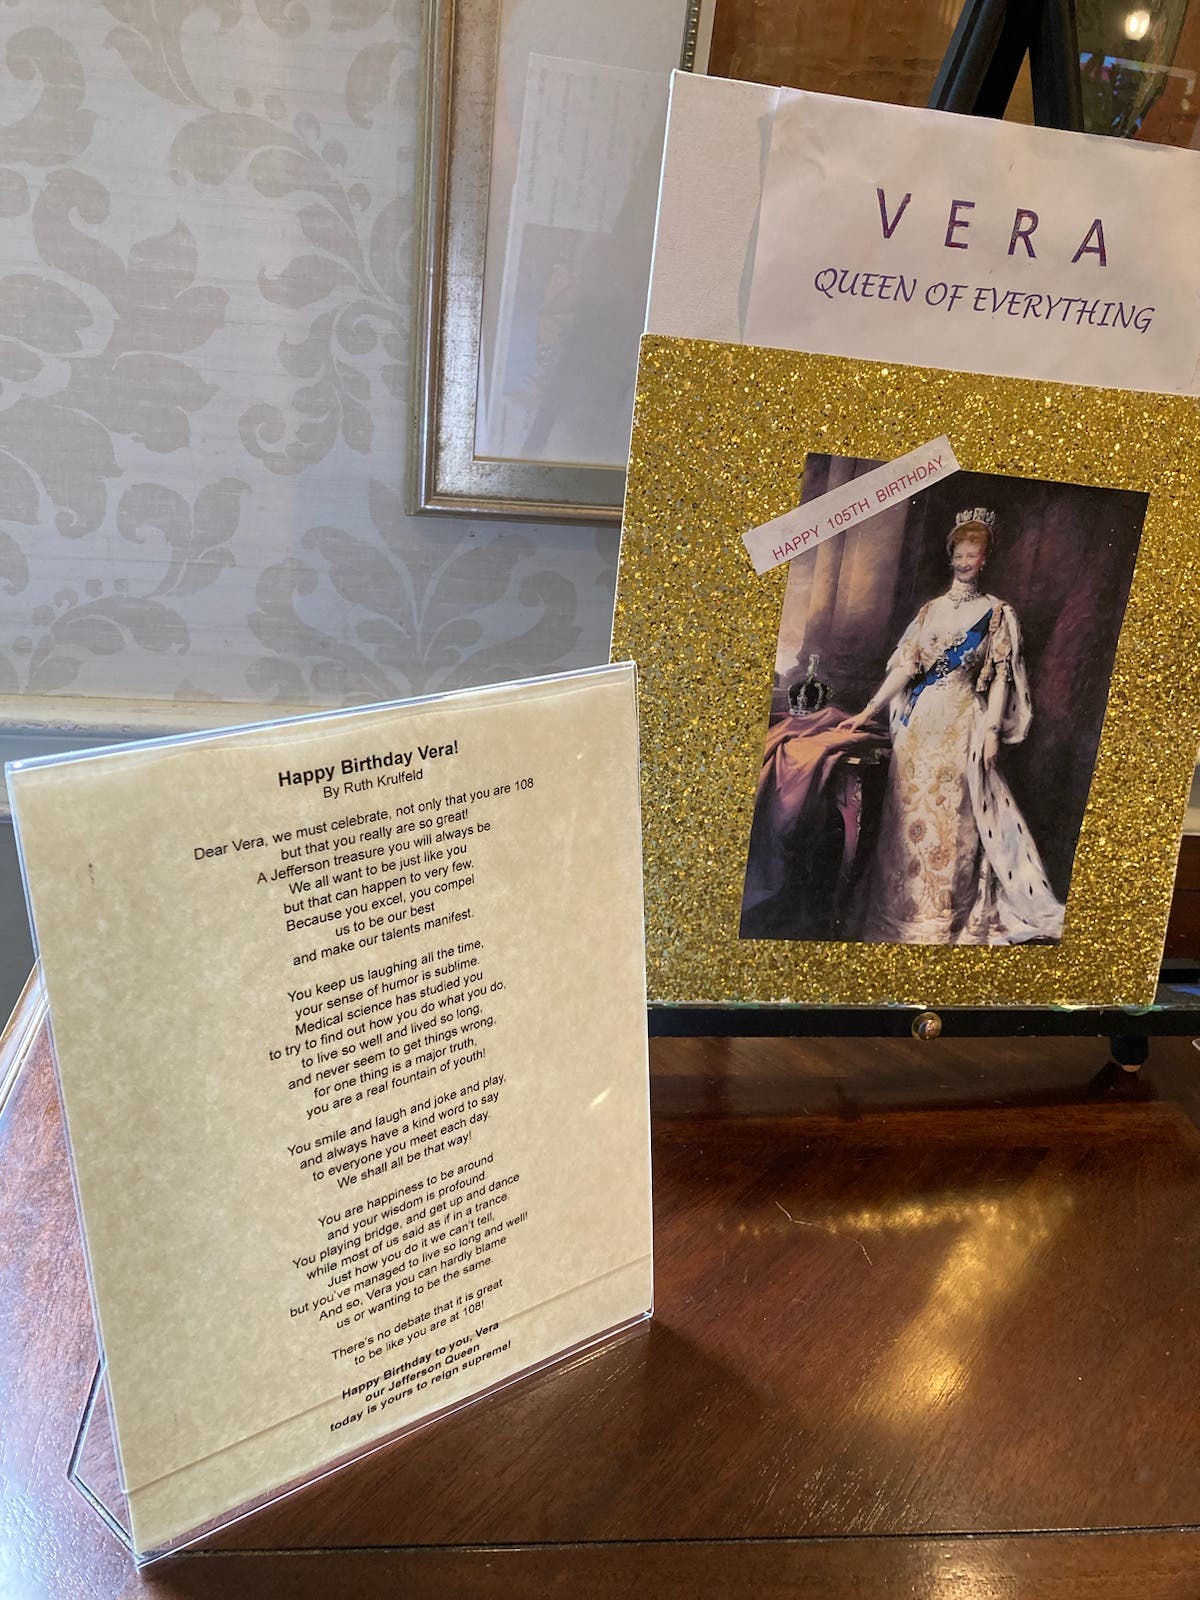 VERA
QUEEN OF EVERYTHING
HAPPY 105TH BIRTHDAY
Happy Birthday Vera!
By Ruth Krulfeld
Dear Vera, we must celebrate, not only that you are 108
but that you really are so great!
A Jefferson treasure you will always be
We all want to be just like you
but that can happen to very few,
Because you excel, you compel
us to be our best
and make our talents manifest.
You keep us laughing all the time,
your sense of humor is sublime.
Medical science has studied you
to try to find out how you do what you do,
to live so well and lived so long,
and never seem to get things wrong,
for one thing is a major truth,
you are a real fountain of youth!
You smile and laugh and joke and play,
and always have a kind word to say
to everyone you meet each day.
We shall all be that way!
You are happiness to be around
and your wisdom is profound.
You playing bridge, and get up and dance
while most of us said as if in a trance.
Just how you do it we can't tell,
but you've managed to live so long and well!
And so, Vera you can hardly blame
us or wanting to be the same.
There's no debate that it is great
to be like you are at 108!
Happy Birthday to you, Vera
our Jefferson Queen
today is yours to reign supreme!